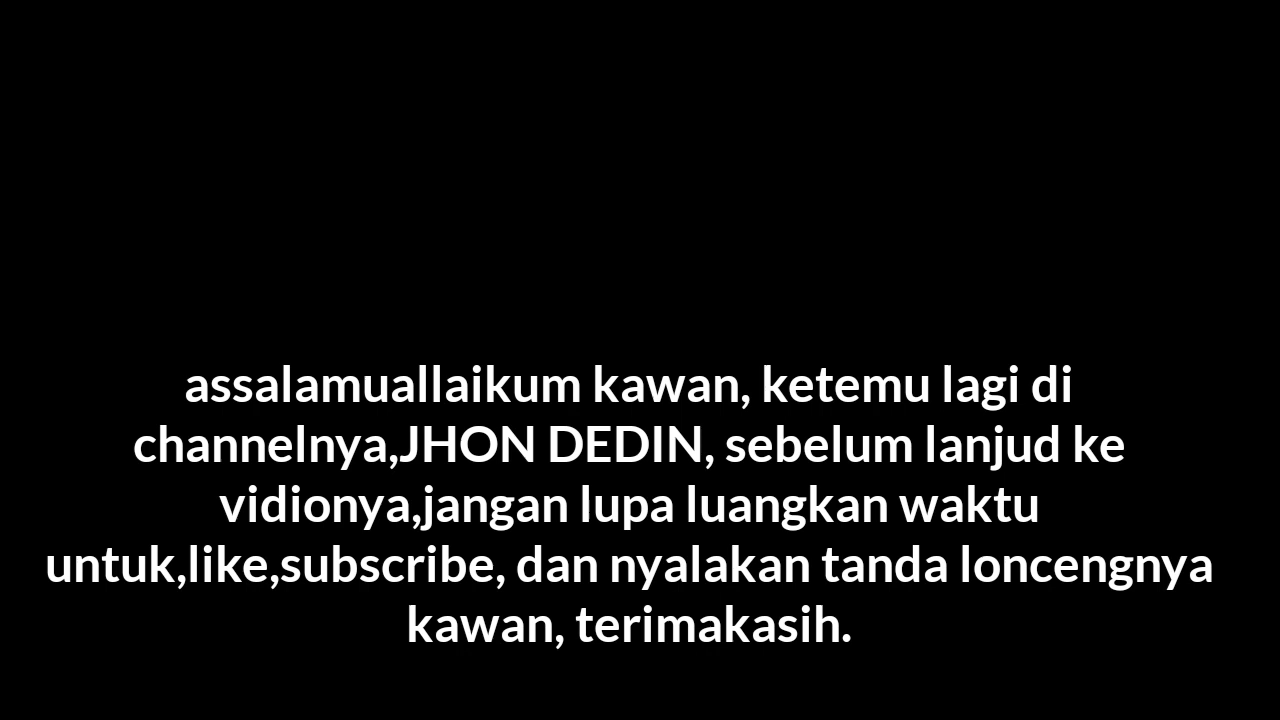 assalamuallaikum kawan, ketemu lagi di
channelnya,JHON DEDIN, sebelum lanjud ke
vidionya,jangan lupa luangkan waktu
untuk,like,subscribe, dan nyalakan tanda loncengnya
kawan, terimakasih.